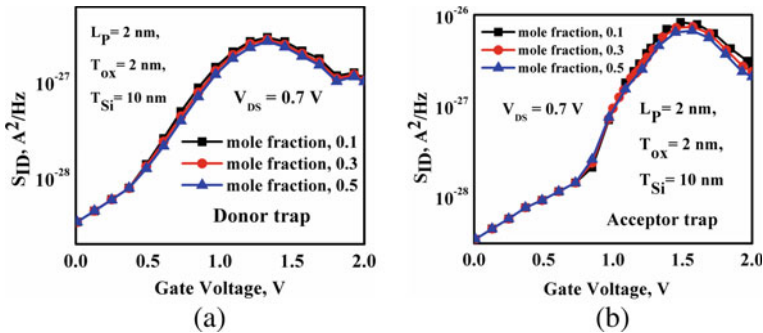 (a)
S_ID, A²/Hz
10⁻²⁷
10⁻²⁸
L_P = 2 nm,
T_ox = 2 nm,
T_Si = 10 nm
V_DS = 0.7 V
mole fraction, 0.1
mole fraction, 0.3
mole fraction, 0.5
Donor trap
0.0 0.5 1.0 1.5 2.0
Gate Voltage, V
(a)
(b)
S_ID, A²/Hz
10⁻²⁶
10⁻²⁷
10⁻²⁸
mole fraction, 0.1
mole fraction, 0.3
mole fraction, 0.5
V_DS = 0.7 V
L_P = 2 nm,
T_ox = 2 nm,
T_Si = 10 nm
Acceptor trap
0.0 0.5 1.0 1.5 2.0
Gate Voltage, V
(b)